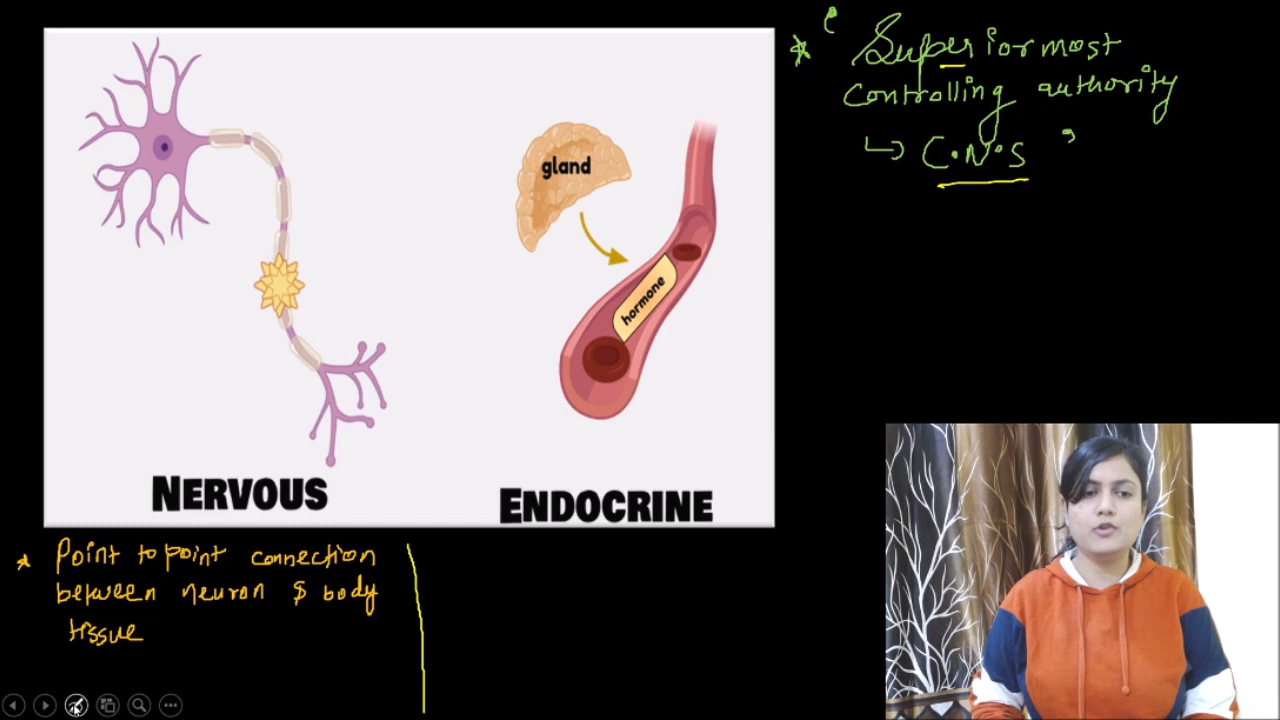 gland
hormone
NERVOUS
ENDOCRINE
* ‘ Superiormost
controlling authority
↳ C.N.S ’
* Point to point connection
between neuron & body
tissue